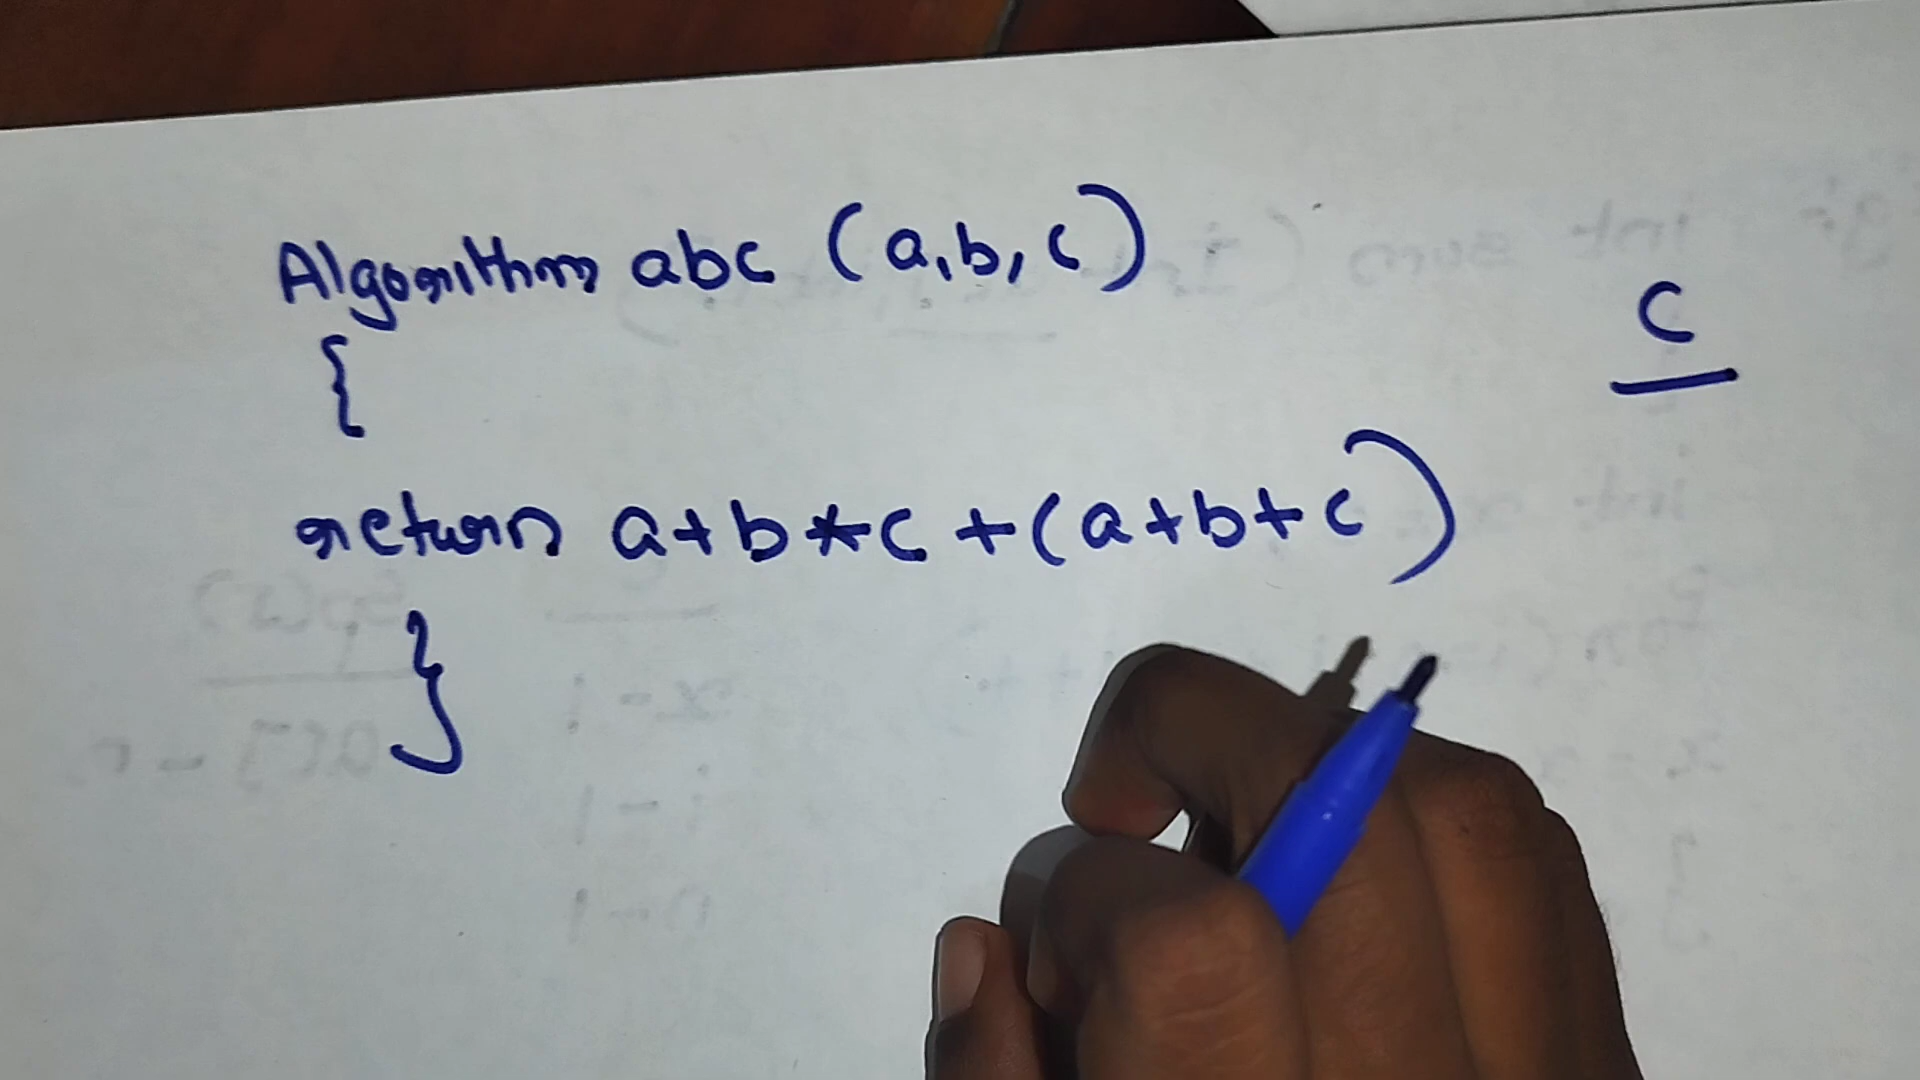 Algorithm abc (a,b,c)
{
C
return a+b*c+(a+b+c)
}